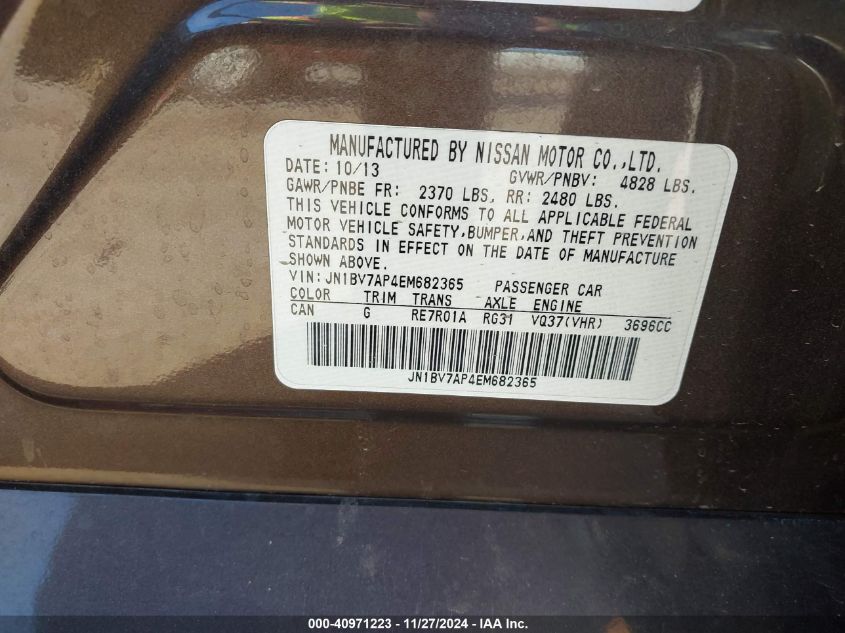 MANUFACTURED BY NISSAN MOTOR CO.,LTD.
DATE: 10/13 GVWR/PNBV: 4828 LBS.
GAWR/PNBE FR: 2370 LBS, RR: 2480 LBS.
THIS VEHICLE CONFORMS TO ALL APPLICABLE FEDERAL
MOTOR VEHICLE SAFETY,BUMPER,AND THEFT PREVENTION
STANDARDS IN EFFECT ON THE DATE OF MANUFACTURE
SHOWN ABOVE.
VIN:JN1BV7AP4EM682365 PASSENGER CAR
COLOR TRIM TRANS AXLE ENGINE
CAN G RE7R01A RG31 VQ37(VHR) 3696CC
JN1BV7AP4EM682365
000-40971223 - 11/27/2024 - IAAI.com